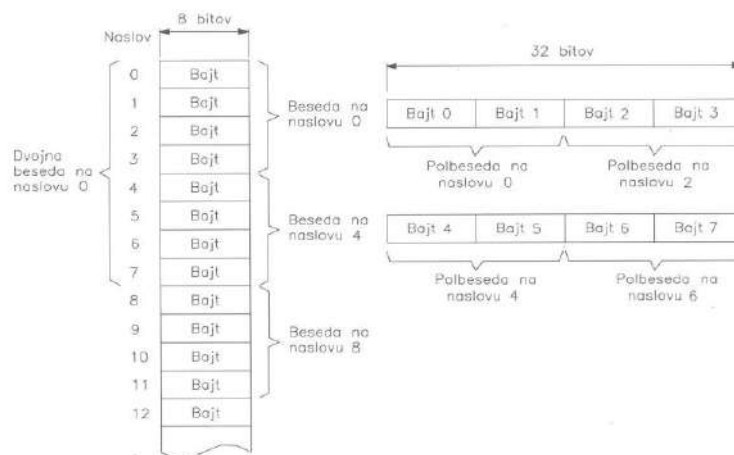 8 bitov
Naslov
0 Bajt
1 Bajt
2 Bajt
3 Bajt
4 Bajt
5 Bajt
6 Bajt
7 Bajt
8 Bajt
9 Bajt
10 Bajt
11 Bajt
12 Bajt
Dvojna
beseda na
naslovu 0
Beseda na
naslovu 0
Beseda na
naslovu 4
Beseda na
naslovu 8
32 bitov
Bajt 0 Bajt 1 Bajt 2 Bajt 3
Polbeseda na
naslovu 0
Polbeseda na
naslovu 2
Bajt 4 Bajt 5 Bajt 6 Bajt 7
Polbeseda na
naslovu 4
Polbeseda na
naslovu 6